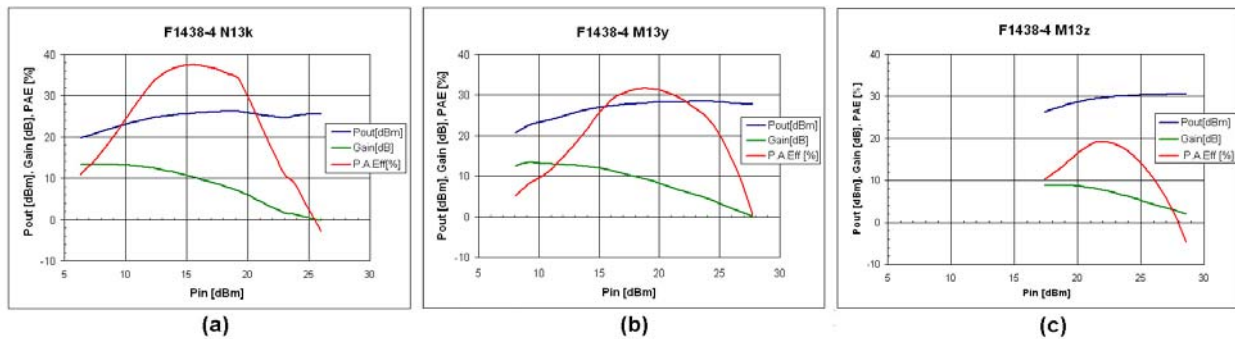 F1438-4 N13k
Pout [dBm], Gain [dB], PAE [%]
40
30
20
10
0
-10
5
10
15
20
25
30
Pin [dBm]
Pout[dBm]
Gain[dB]
P.A.Eff[%]
(a)
F1438-4 M13y
Pout [dBm], Gain [dB], PAE [%]
40
30
20
10
0
-10
5
10
15
20
25
30
Pin [dBm]
Pout[dBm]
Gain[dB]
P.A.Eff [%]
(b)
F1438-4 M13z
Pout [dBm], Gain [dB], PAE [%]
40
30
20
10
0
-10
0
5
10
15
20
25
30
Pin [dBm]
Pout[dBm]
Gain[dB]
P.A.Eff [%]
(c)